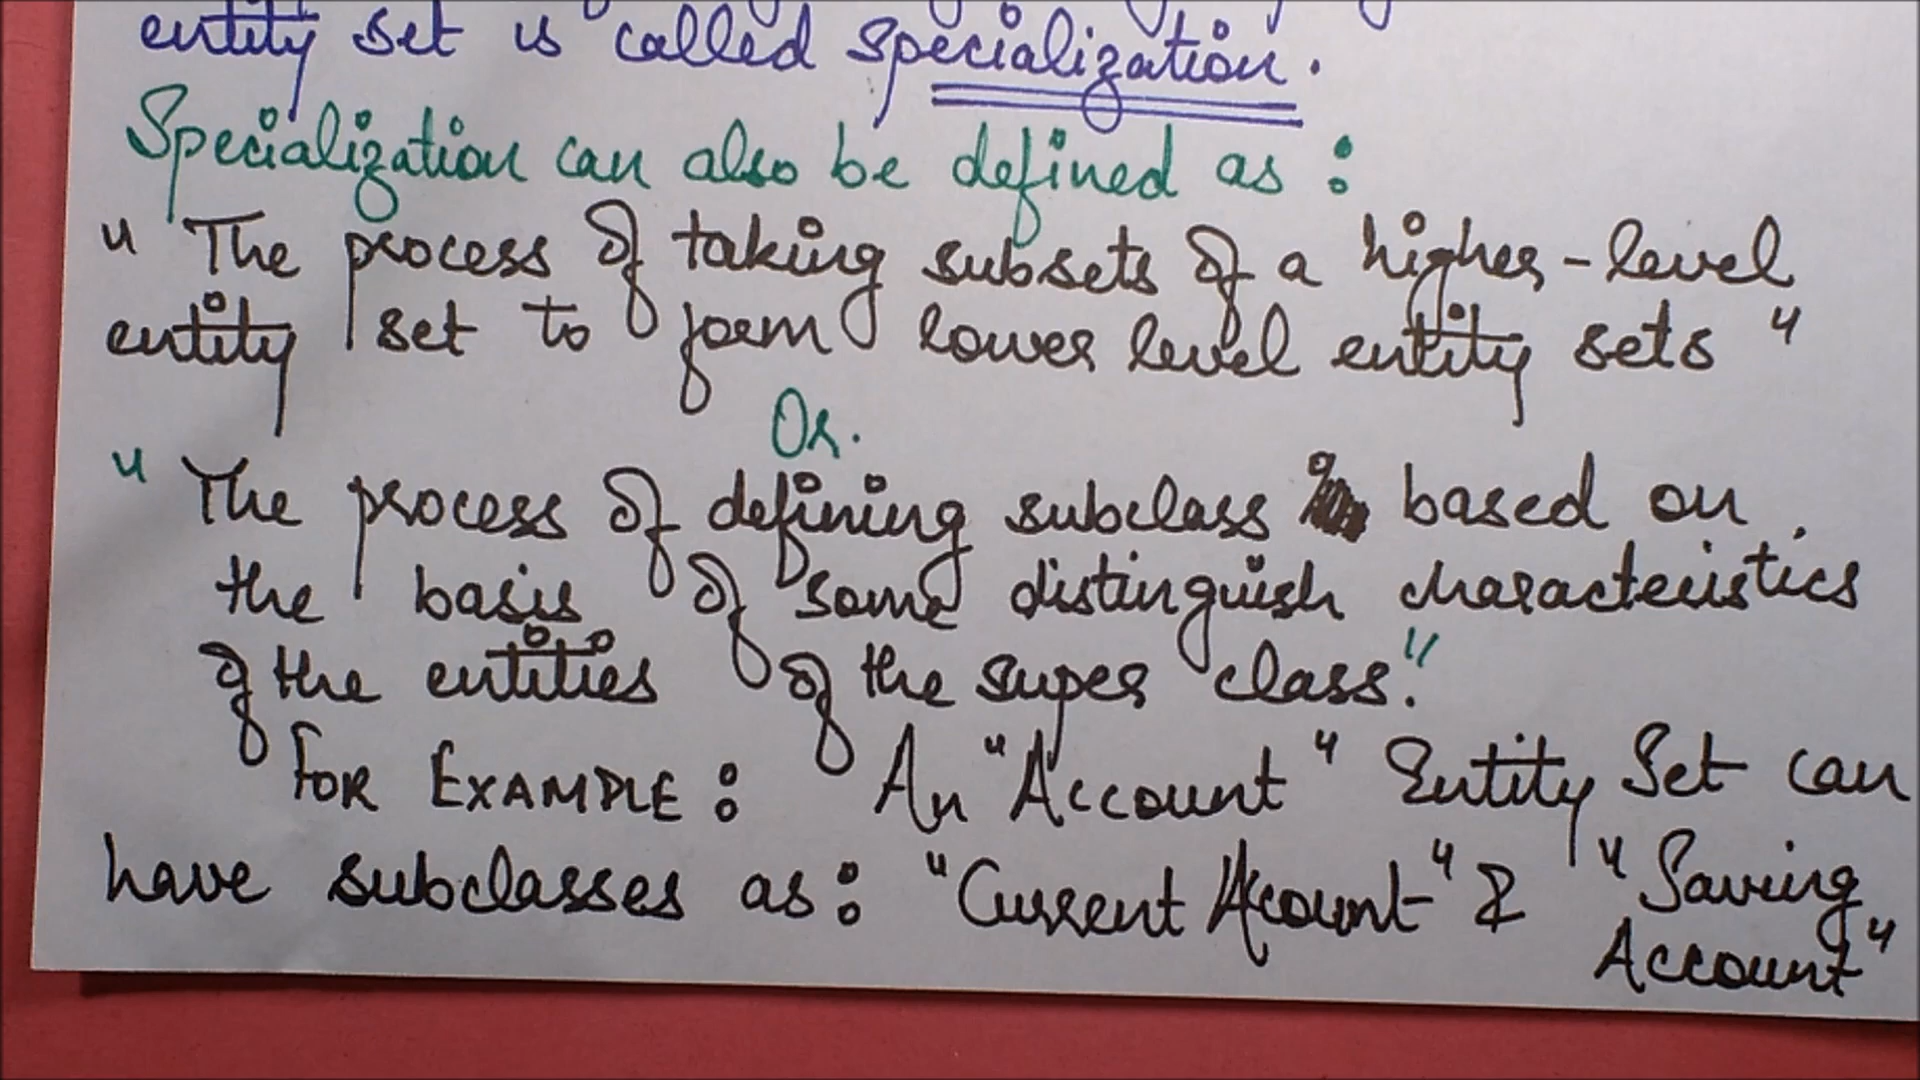 entity set is called specialization.
Specialization can also be defined as :
" The process of taking subsets of a higher-level
entity set to form lower level entity sets "
Or.
" The process of defining subclass based on
the basis of some distinguish characteristics
of the entities of the super class."
FOR EXAMPLE : An "Account" Entity Set can
have subclasses as : "Current Account" & "Saving
Account"